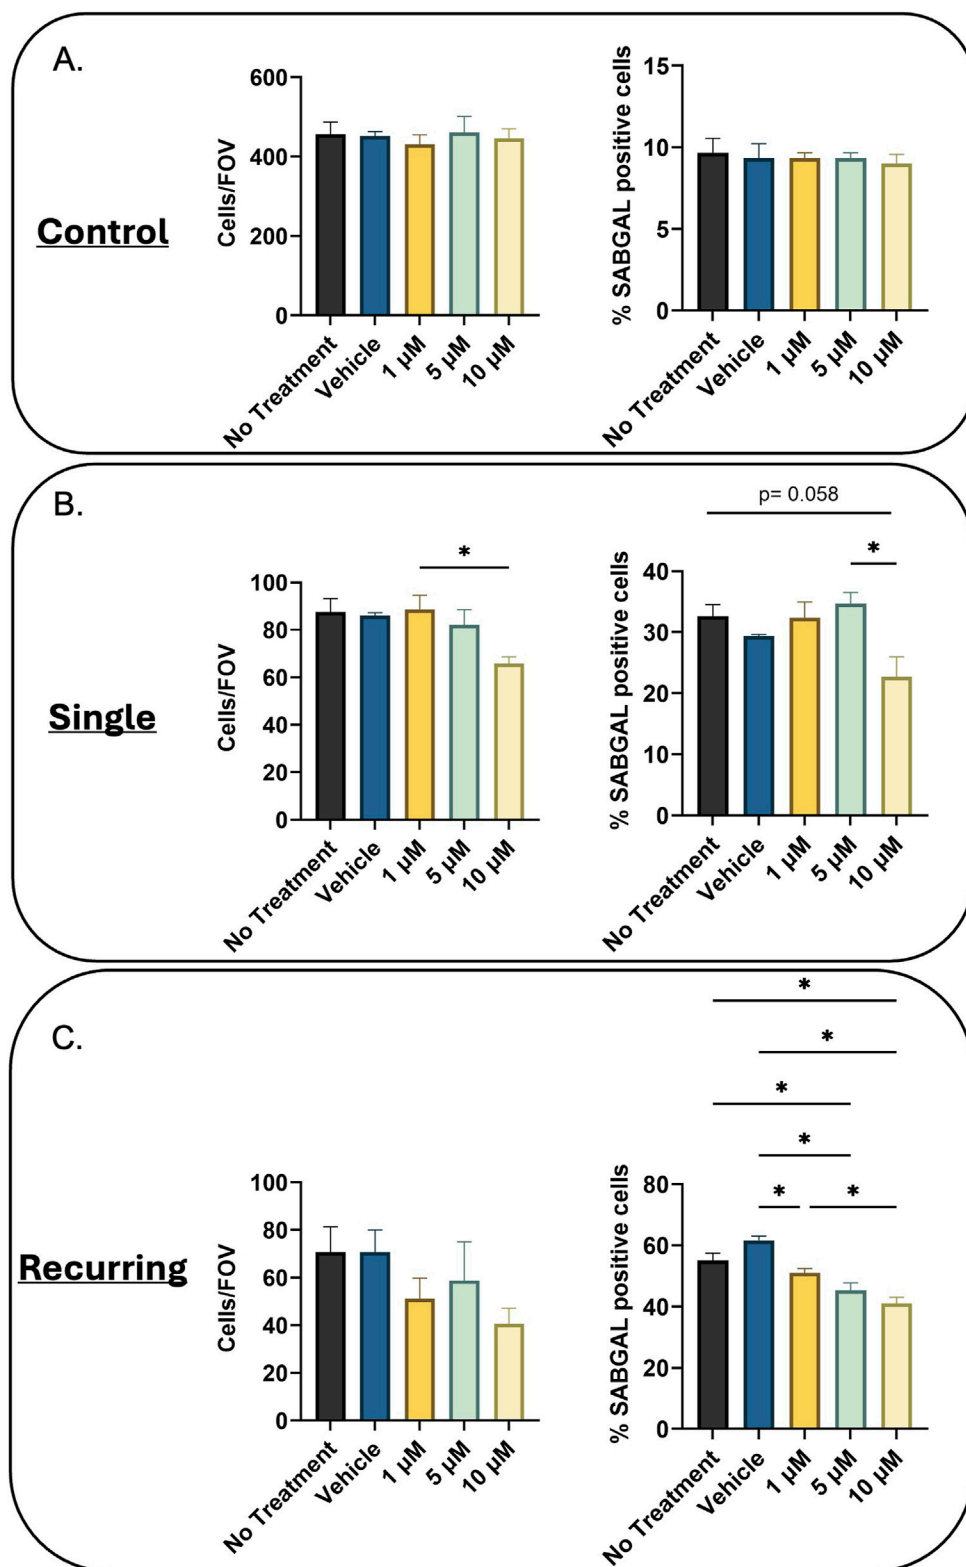 A.
Control
Cells/FOV
600
400
200
0
No Treatment
Vehicle
1 µM
5 µM
10 µM
% SABGAL positive cells
15
10
5
0
No Treatment
Vehicle
1 µM
5 µM
10 µM
B.
Single
Cells/FOV
*
100
80
60
40
20
0
No Treatment
Vehicle
1 µM
5 µM
10 µM
% SABGAL positive cells
p= 0.058
*
40
30
20
10
0
No Treatment
Vehicle
1 µM
5 µM
10 µM
C.
Recurring
Cells/FOV
100
80
60
40
20
0
No Treatment
Vehicle
1 µM
5 µM
10 µM
% SABGAL positive cells
*
*
*
*
* *
80
60
40
20
0
No Treatment
Vehicle
1 µM
5 µM
10 µM